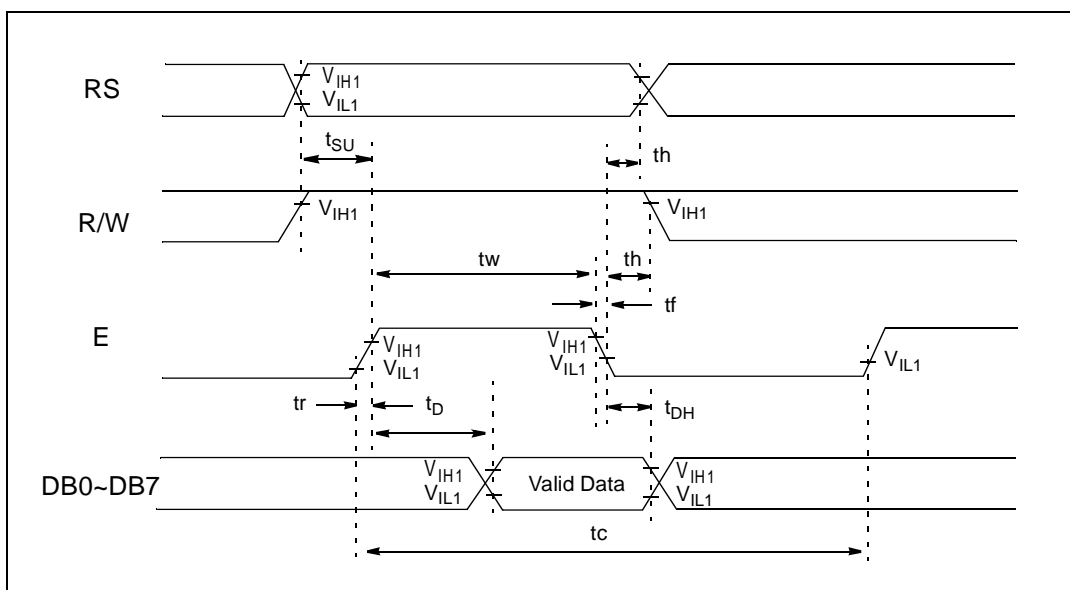 RS
VIH1
VIL1
tSU
th
R/W
VIH1
VIH1
tw
th
tf
E
VIH1
VIL1
VIH1
VIL1
VIL1
tr
tD
tDH
DB0~DB7
VIH1
VIL1
Valid Data
VIH1
VIL1
tc